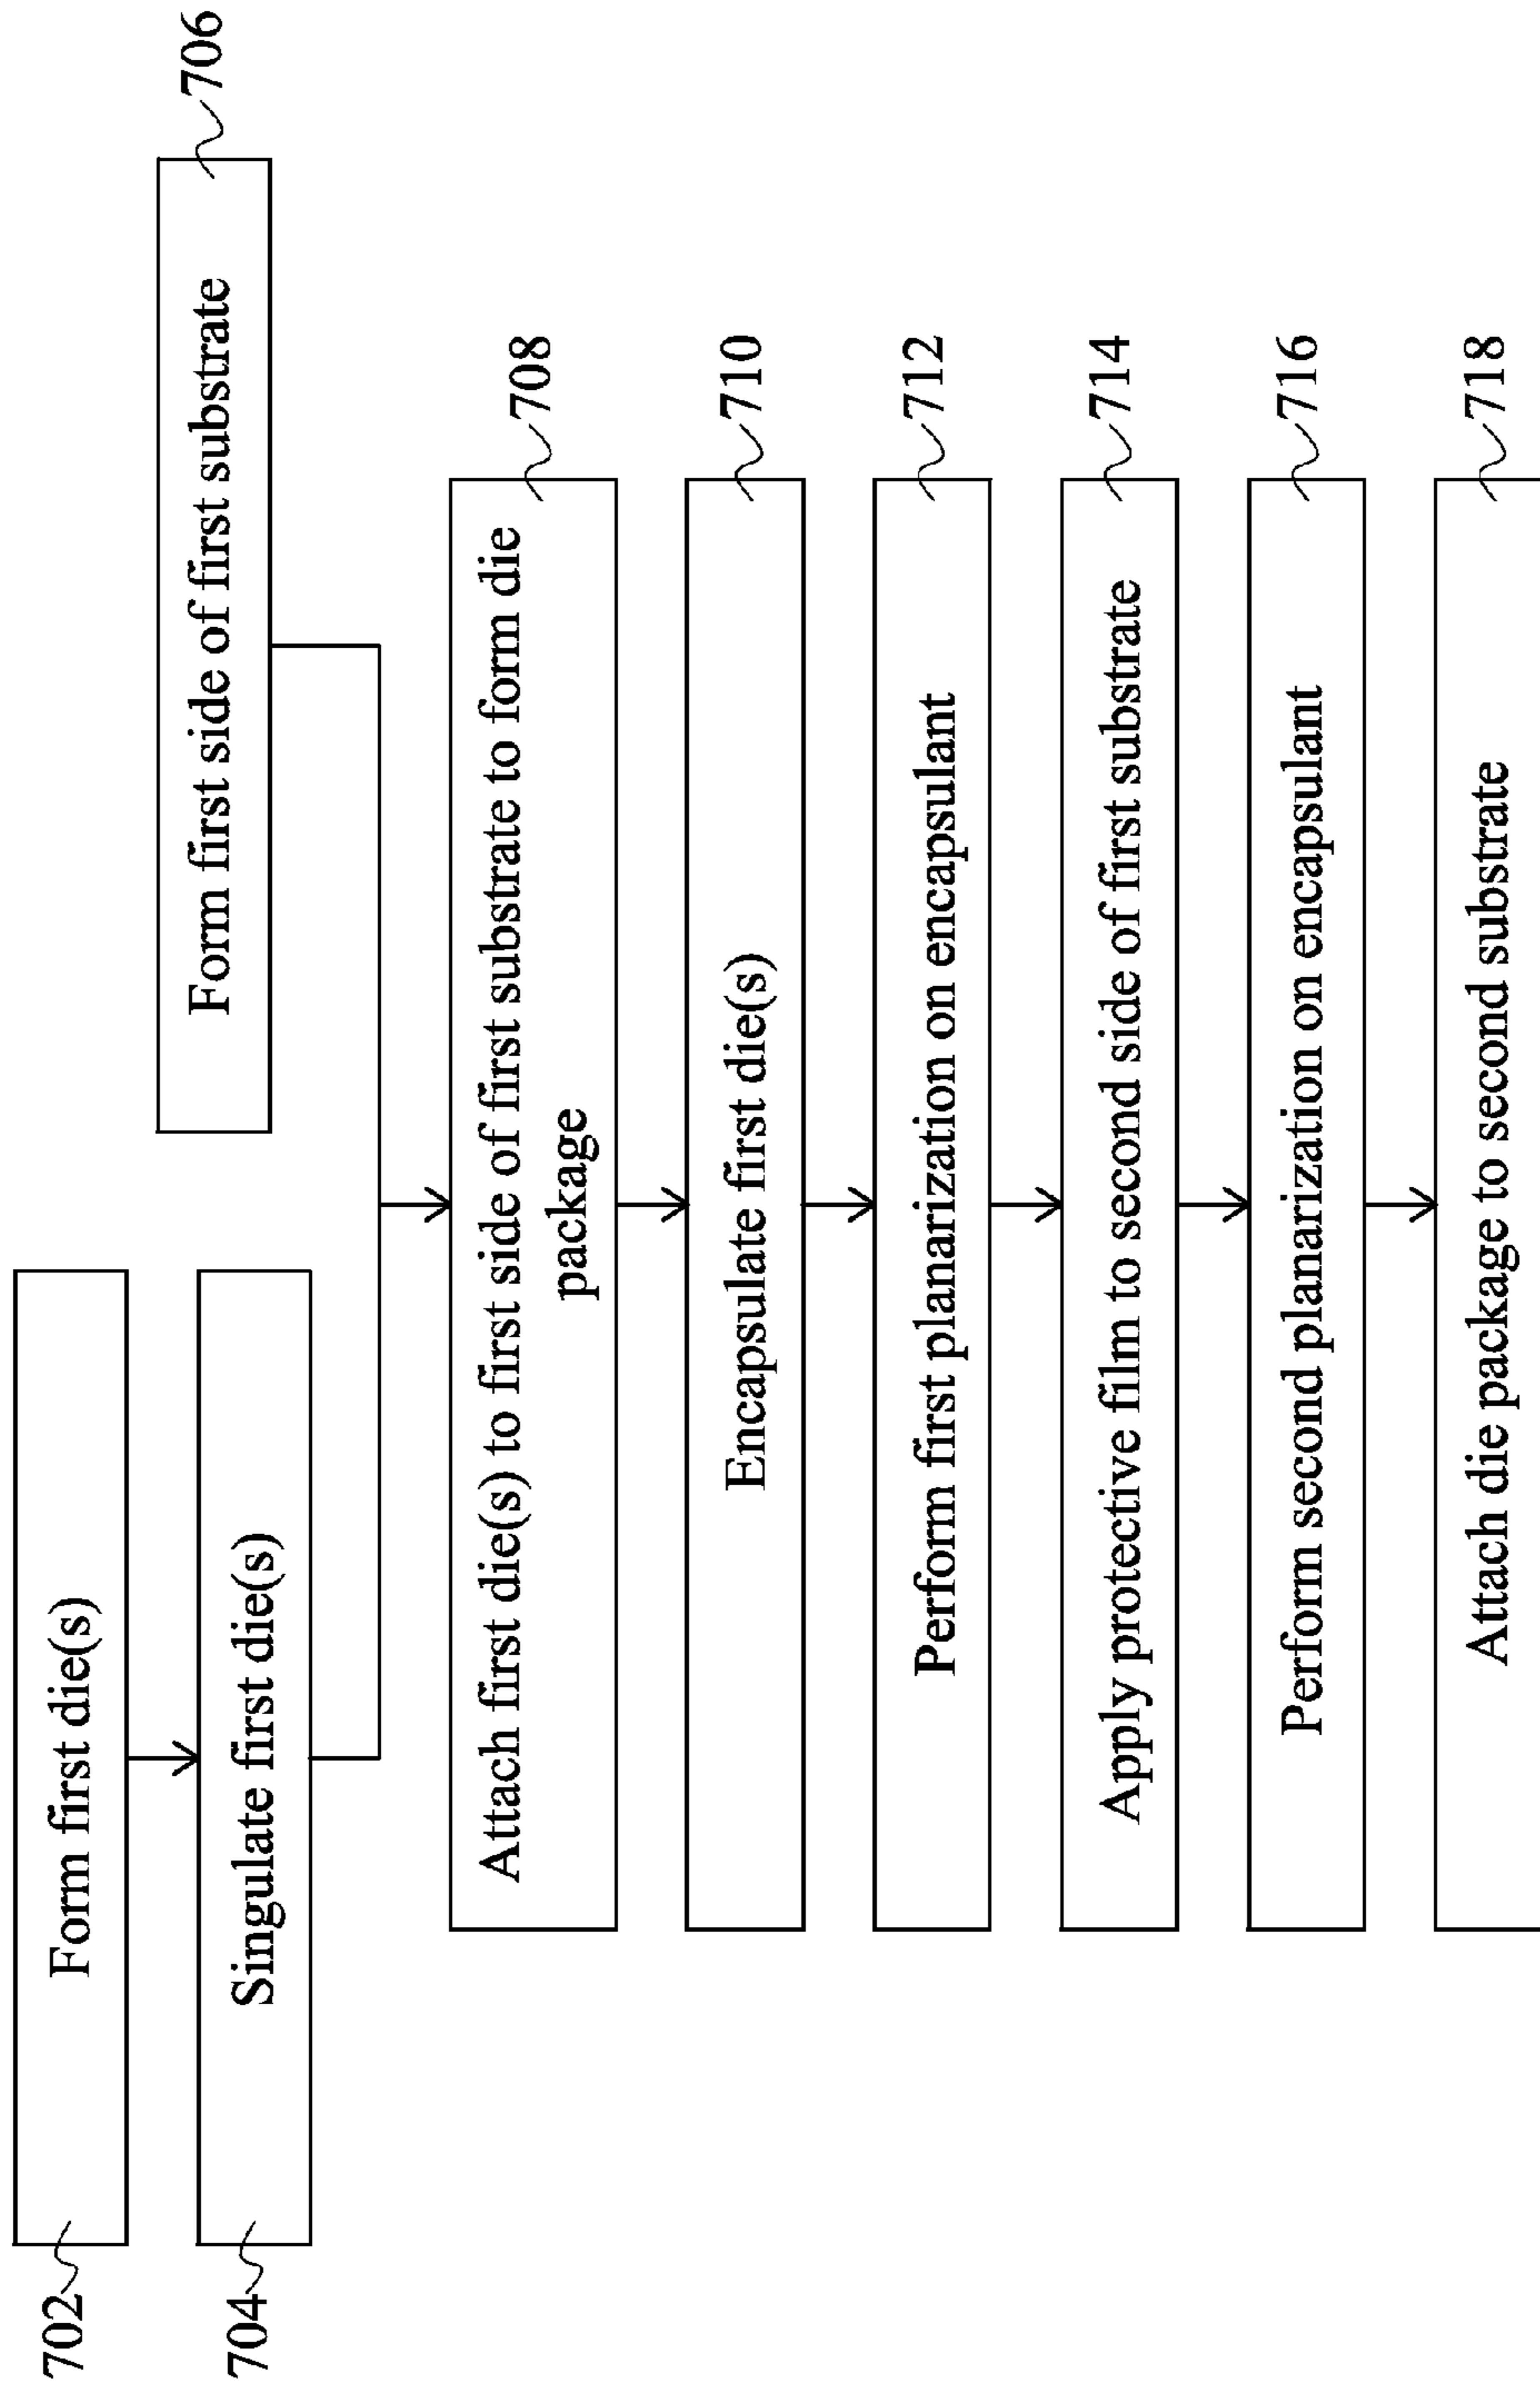 702
Form first die(s)
704
Singulate first die(s)
Form first side of first substrate
706
Attach first die(s) to first side of first substrate to form die
package
708
Encapsulate first die(s)
710
Perform first planarization on encapsulant
712
Apply protective film to second side of first substrate
714
Perform second planarization on encapsulant
716
Attach die package to second substrate
718